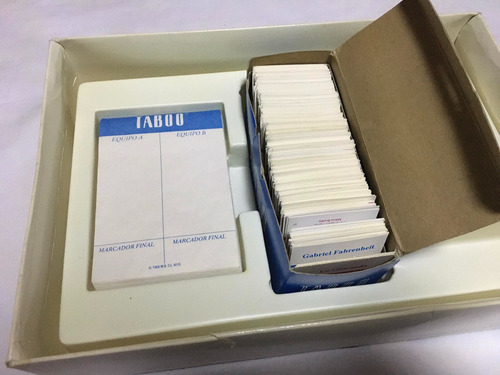 TABOO
EQUIPO A
EQUIPO B
MARCADOR FINAL
MARCADOR FINAL
Gabriel Fahrenheit